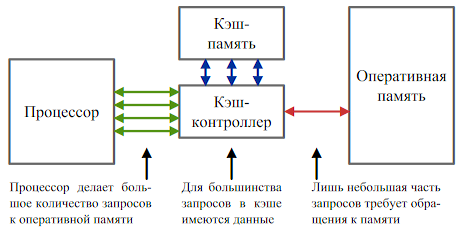 Кэш-
память
Процессор
Кэш-
контроллер
Оперативная
память
Процессор делает боль-
шое количество запросов
к оперативной памяти
Для большинства
запросов в кэше
имеются данные
Лишь небольшая часть
запросов требует обра-
щения к памяти